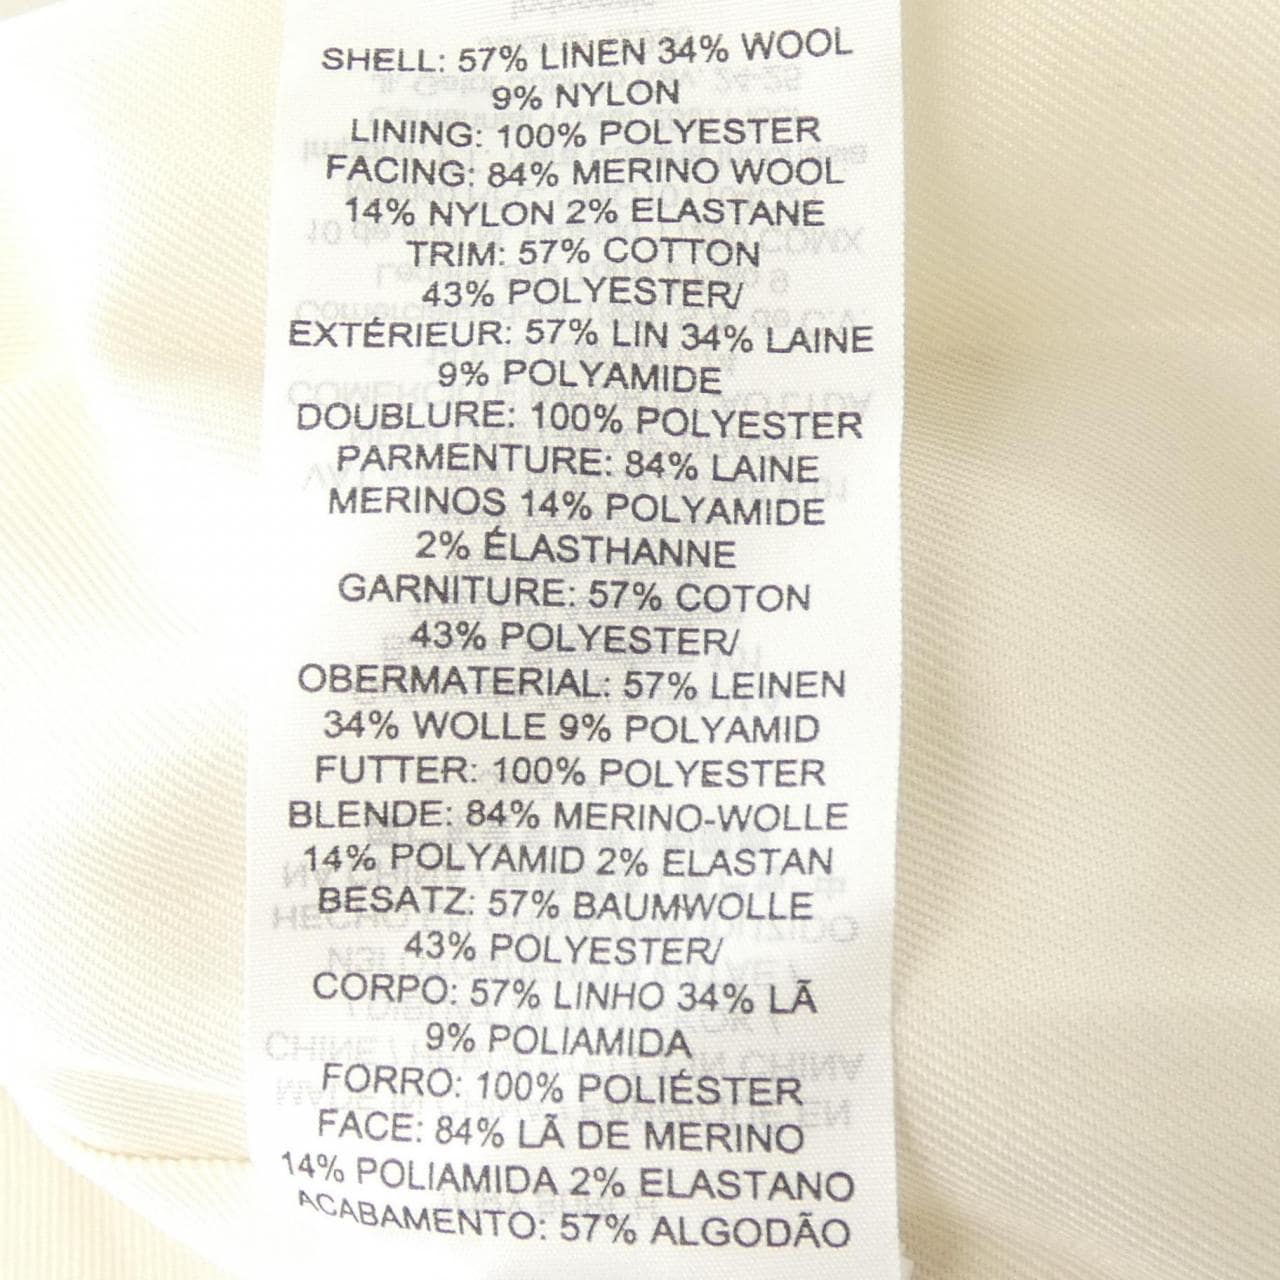 SHELL: 57% LINEN 34% WOOL
9% NYLON
LINING: 100% POLYESTER
FACING: 84% MERINO WOOL
14% NYLON 2% ELASTANE
TRIM: 57% COTTON
43% POLYESTER/
EXTÉRIEUR: 57% LIN 34% LAINE
9% POLYAMIDE
DOUBLURE: 100% POLYESTER
PARMENTURE: 84% LAINE
MERINOS 14% POLYAMIDE
2% ÉLASTHANNE
GARNITURE: 57% COTON
43% POLYESTER/
OBERMATERIAL: 57% LEINEN
34% WOLLE 9% POLYAMID
FUTTER: 100% POLYESTER
BLENDE: 84% MERINO-WOLLE
14% POLYAMID 2% ELASTAN
BESATZ: 57% BAUMWOLLE
43% POLYESTER/
CORPO: 57% LINHO 34% LÃ
9% POLIAMIDA
FORRO: 100% POLIÉSTER
FACE: 84% LÃ DE MERINO
14% POLIAMIDA 2% ELASTANO
ACABAMENTO: 57% ALGODÃO